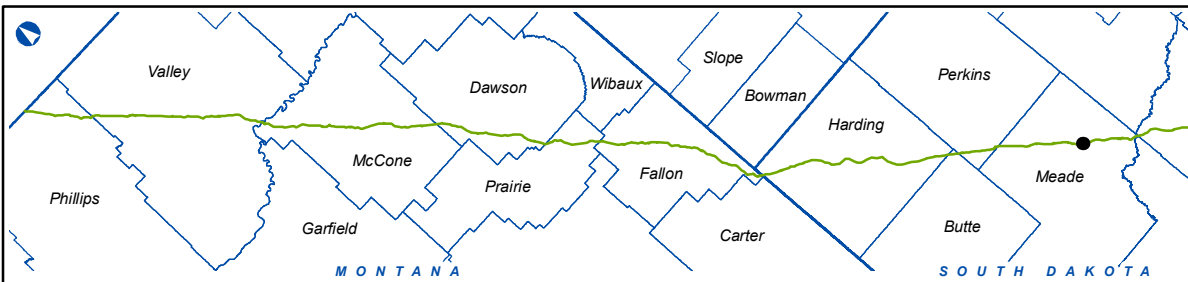 Valley
Dawson
Wibaux
Slope
Bowman
Perkins
Harding
McCone
Prairie
Fallon
Meade
Phillips
Garfield
Carter
Butte
MONTANA
SOUTH DAKOTA